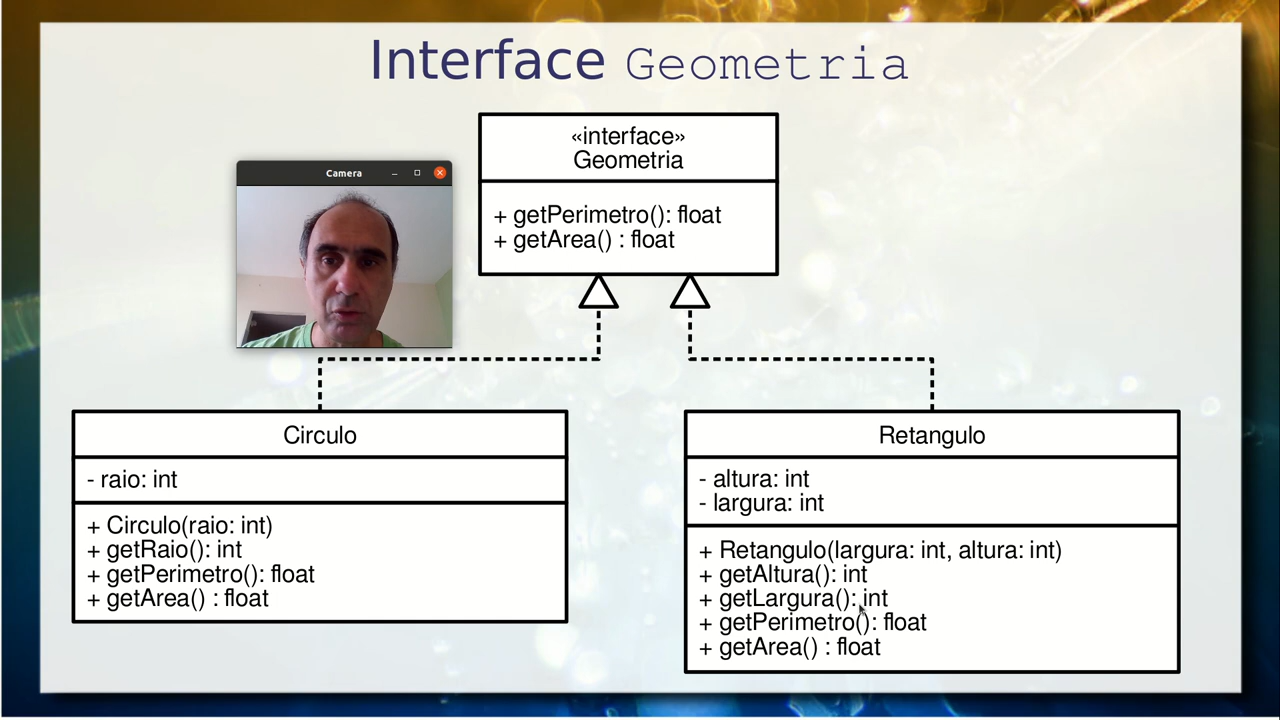 Interface Geometria
«interface»
Geometria
+ getPerimetro(): float
+ getArea() : float
Camera
Circulo
- raio: int
+ Circulo(raio: int)
+ getRaio(): int
+ getPerimetro(): float
+ getArea() : float
Retangulo
- altura: int
- largura: int
+ Retangulo(largura: int, altura: int)
+ getAltura(): int
+ getLargura(): int
+ getPerimetro(): float
+ getArea() : float